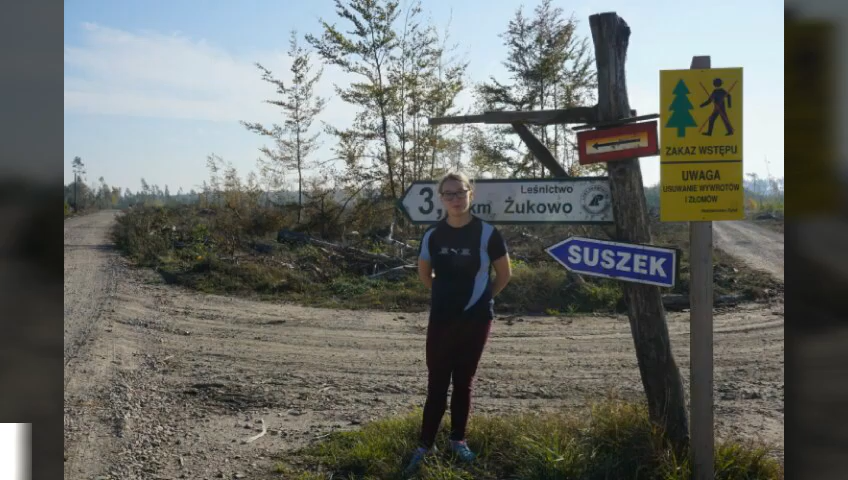 Leśnictwo
3, km Żukowo
SUSZEK
ZAKAZ WSTĘPU
UWAGA
USUWANIE WYWROTÓW
I ZŁOMÓW